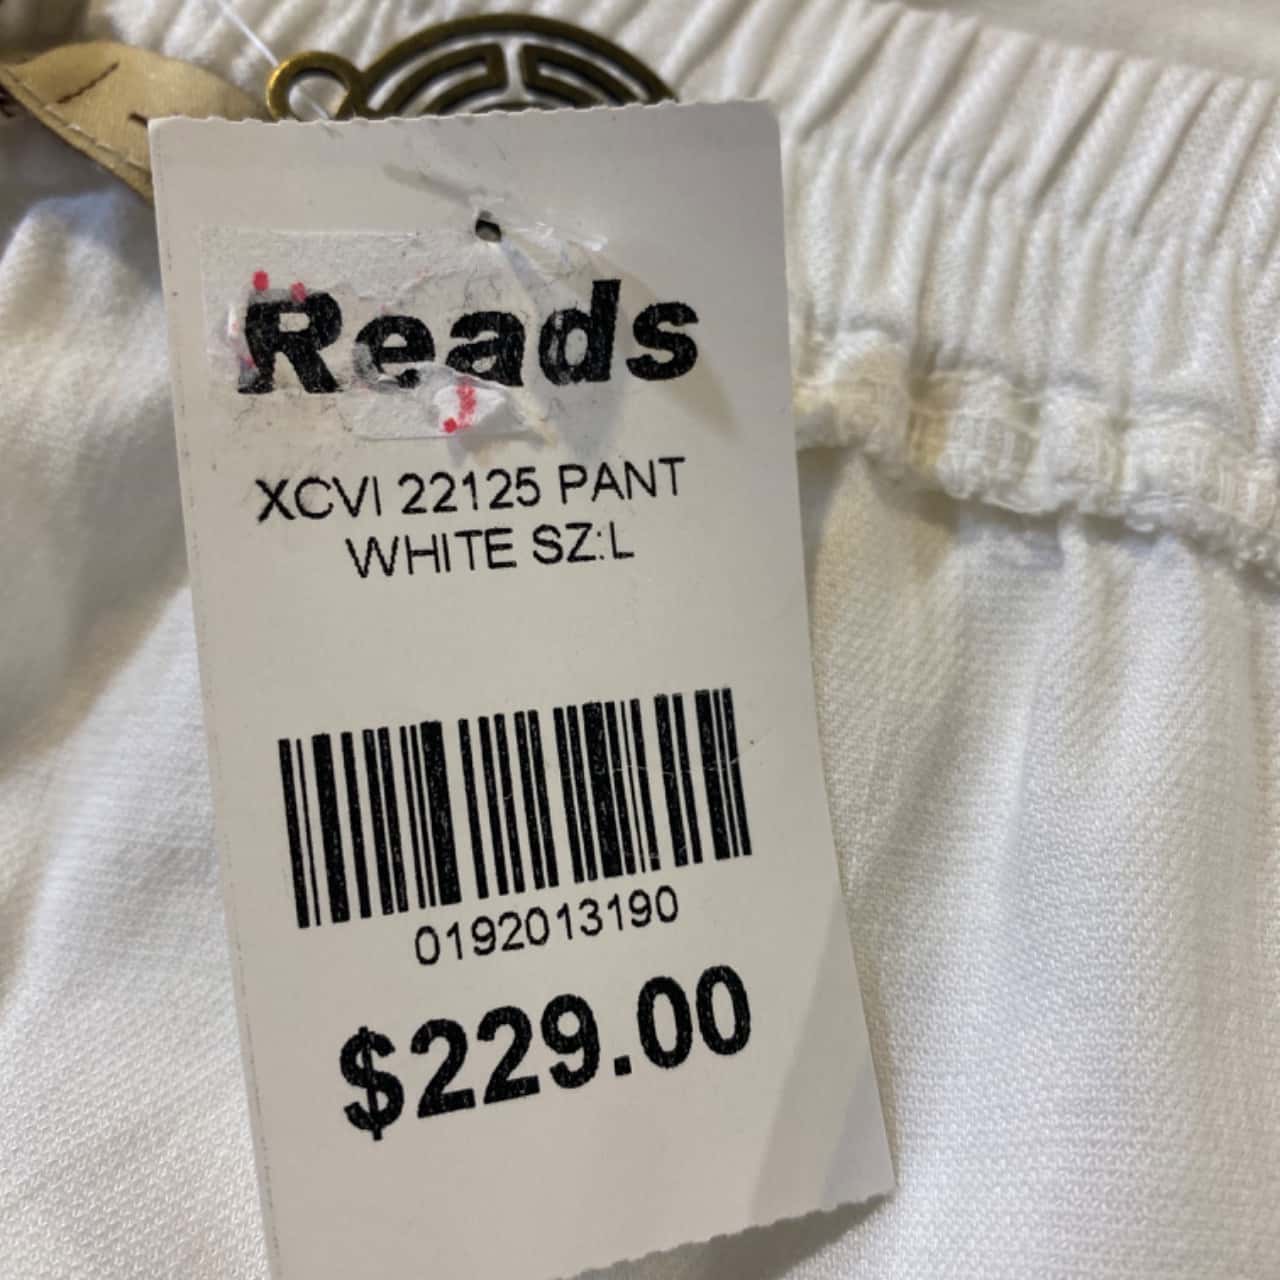 Reads
XCVI 22125 PANT
WHITE SZ:L
0192013190
$229.00